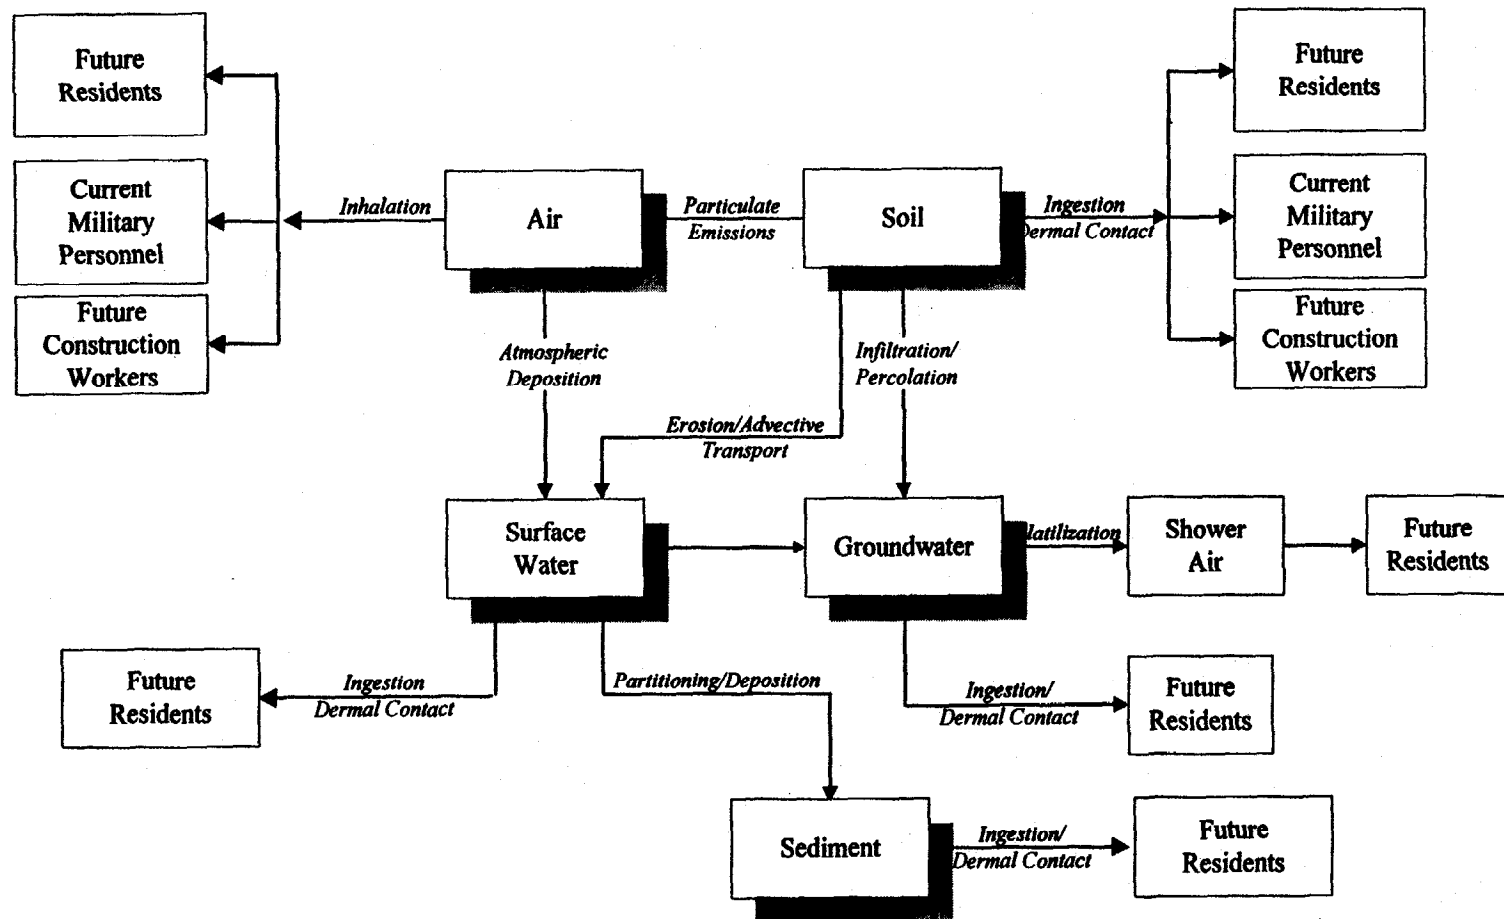 Future
Residents
Current
Military
Personnel
Future
Construction
Workers
Inhalation
Air
Particulate
Emissions
Soil
Ingestion
Dermal Contact
Future
Residents
Current
Military
Personnel
Future
Construction
Workers
Atmospheric
Deposition
Infiltration/
Percolation
Erosion/Advective
Transport
Surface
Water
Groundwater
latilization
Shower
Air
Future
Residents
Future
Residents
Ingestion
Dermal Contact
Partitioning/Deposition
Ingestion/
Dermal Contact
Future
Residents
Sediment
Ingestion/
Dermal Contact
Future
Residents